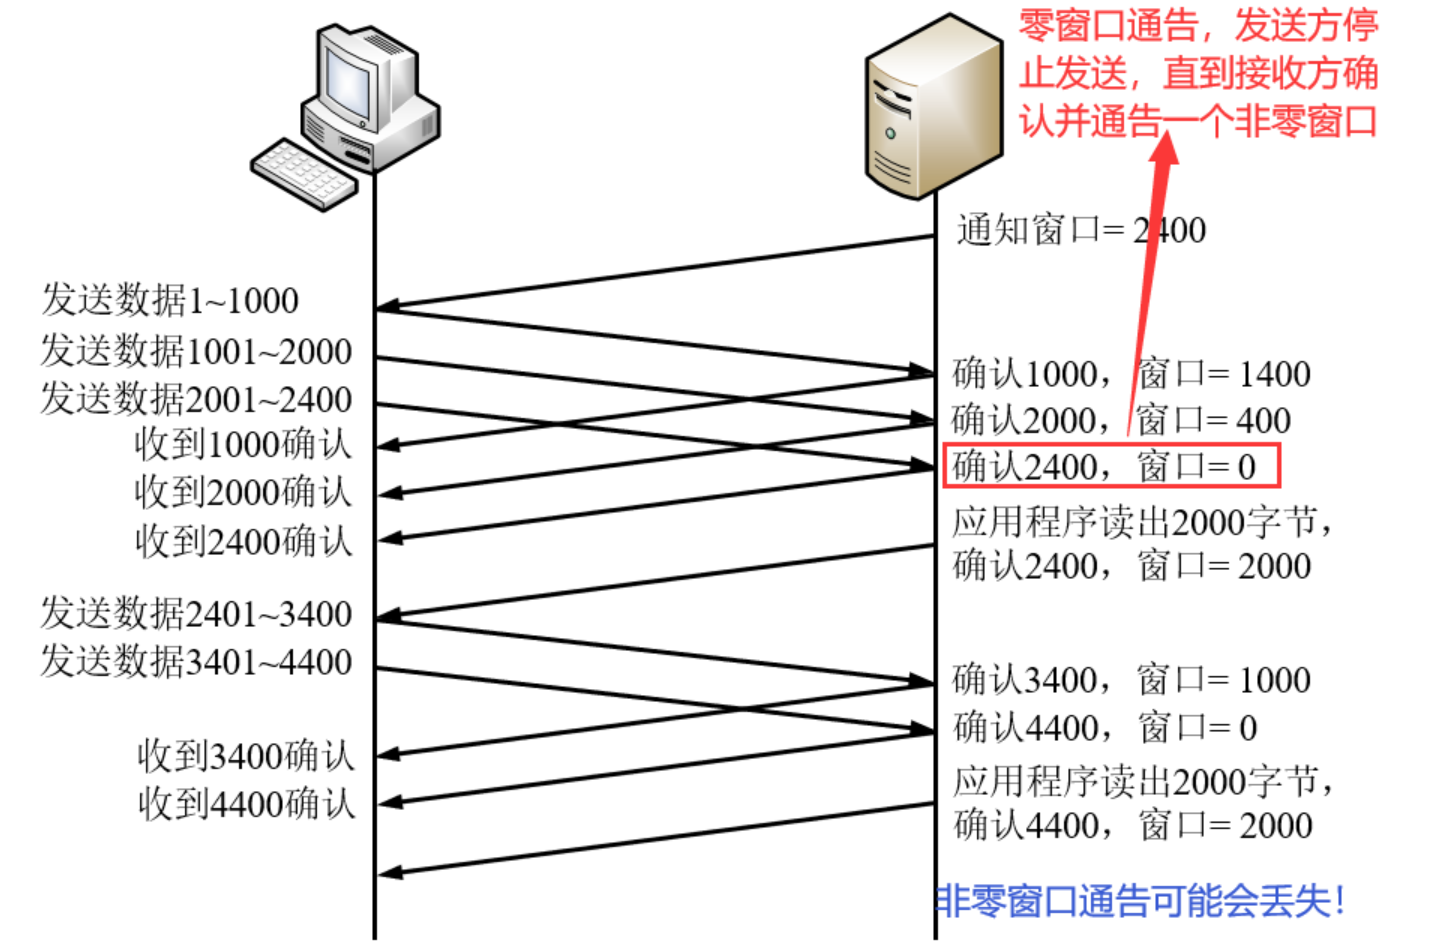 零窗口通告，发送方停
止发送，直到接收方确
认并通告一个非零窗口
通知窗口= 2400
发送数据1~1000
发送数据1001~2000
发送数据2001~2400
收到1000确认
收到2000确认
收到2400确认
确认1000，窗口= 1400
确认2000，窗口= 400
确认2400，窗口= 0
应用程序读出2000字节，
确认2400，窗口= 2000
发送数据2401~3400
发送数据3401~4400
确认3400，窗口= 1000
确认4400，窗口= 0
收到3400确认
收到4400确认
应用程序读出2000字节，
确认4400，窗口= 2000
非零窗口通告可能会丢失！